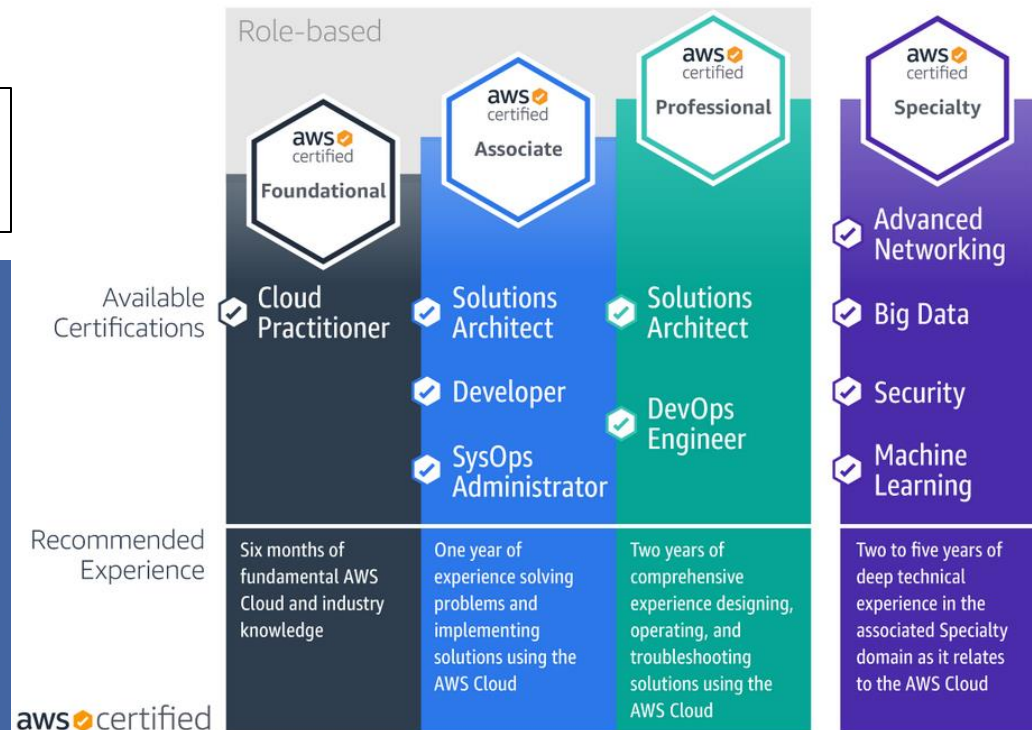 Role-based
aws
certified
Foundational
aws
certified
Associate
aws
certified
Professional
aws
certified
Specialty
Available
Certifications
Cloud
Practitioner
Solutions
Architect
Developer
SysOps
Administrator
Solutions
Architect
DevOps
Engineer
Advanced
Networking
Big Data
Security
Machine
Learning
Recommended
Experience
Six months of
fundamental AWS
Cloud and industry
knowledge
One year of
experience solving
problems and
implementing
solutions using the
AWS Cloud
Two years of
comprehensive
experience designing,
operating, and
troubleshooting
solutions using the
AWS Cloud
Two to five years of
deep technical
experience in the
associated Specialty
domain as it relates
to the AWS Cloud
aws certified